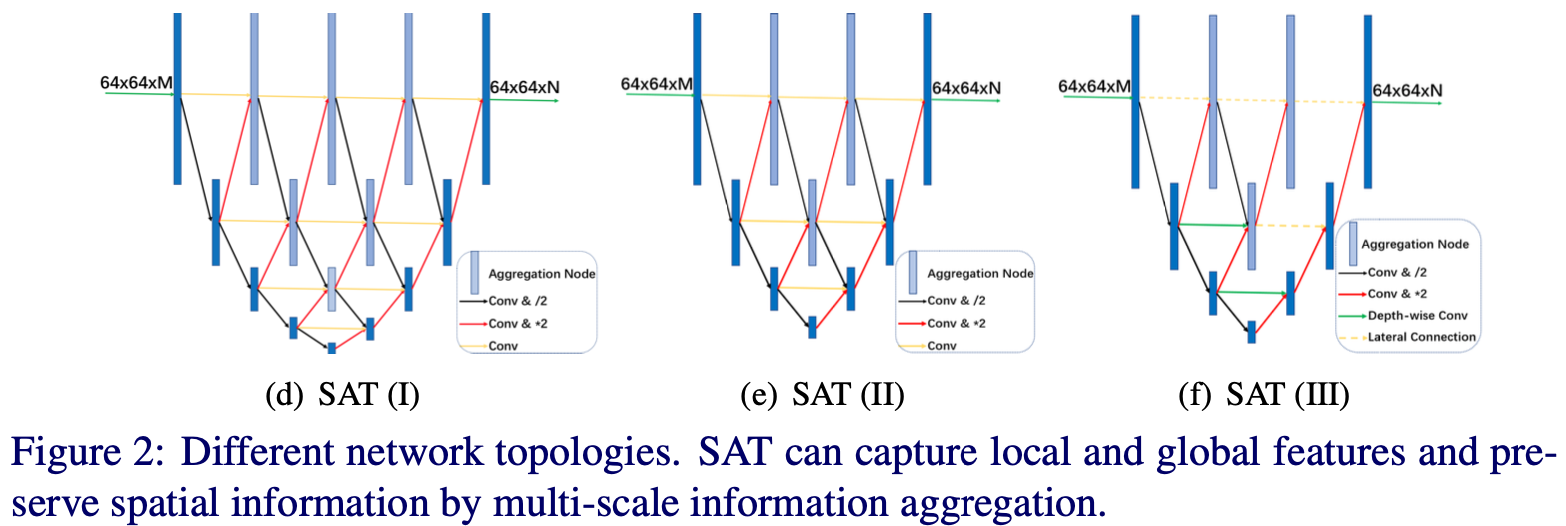 64x64xM
64x64xN
Aggregation Node
Conv & /2
Conv & *2
Conv
(d) SAT (I)
64x64xM
64x64xN
Aggregation Node
Conv & /2
Conv & *2
Conv
(e) SAT (II)
64x64xM
64x64xN
Aggregation Node
Conv & /2
Conv & *2
Depth-wise Conv
Lateral Connection
(f) SAT (III)
Figure 2: Different network topologies. SAT can capture local and global features and pre-
serve spatial information by multi-scale information aggregation.